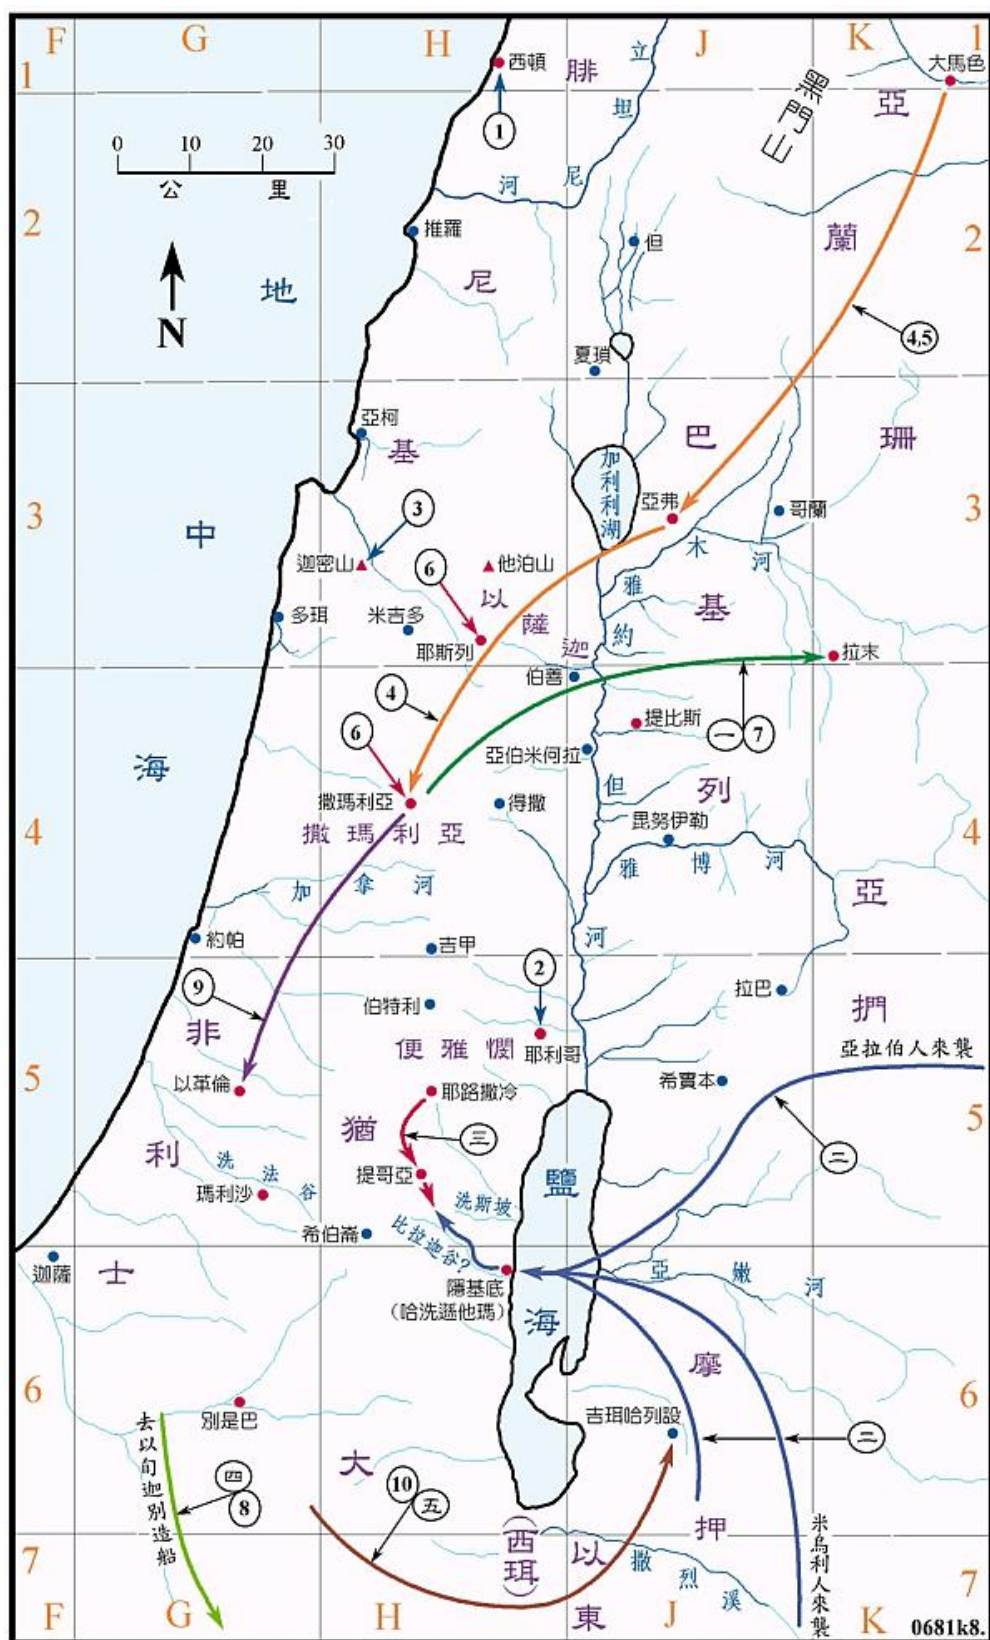 F G H J K 1
1
西頓
大馬色
腓
立坦尼河
黑門山
亞
①
0 10 20 30
公里
2
推羅
但
蘭
2
尼
地
N
4,5
夏瑣
亞柯
基
巴
珊
加利利湖
3
③
亞弗
哥蘭
3
中
迦密山
⑥
他泊山
雅木河
以薩迦
基
多珥
米吉多
耶斯列
約
拉末
伯善
④
提比斯
㊀⑦
⑥
海
亞伯米何拉
但
列
撒瑪利亞
得撒
毘努伊勒
4
撒瑪利亞
雅博河
4
加拿河
亞
約帕
吉甲
河
②
⑨
伯特利
拉巴
捫
非
便雅憫
耶利哥
亞拉伯人來襲
5
以革倫
耶路撒冷
希實本
5
猶
㊂
㊁
利
洗法谷
提哥亞
鹽
瑪利沙
洗斯坡
希伯崙
比拉迦谷?
迦薩
士
隱基底
(哈洗遜他瑪)
亞嫩河
海
摩
6
別是巴
吉珥哈列設
6
去以旬迦別造船
㊃
⑧
大
㊁
⑩
㊄
押
米烏利人來襲
7
(西珥)
以
撒烈溪
7
東
F G H J K
0681k8.